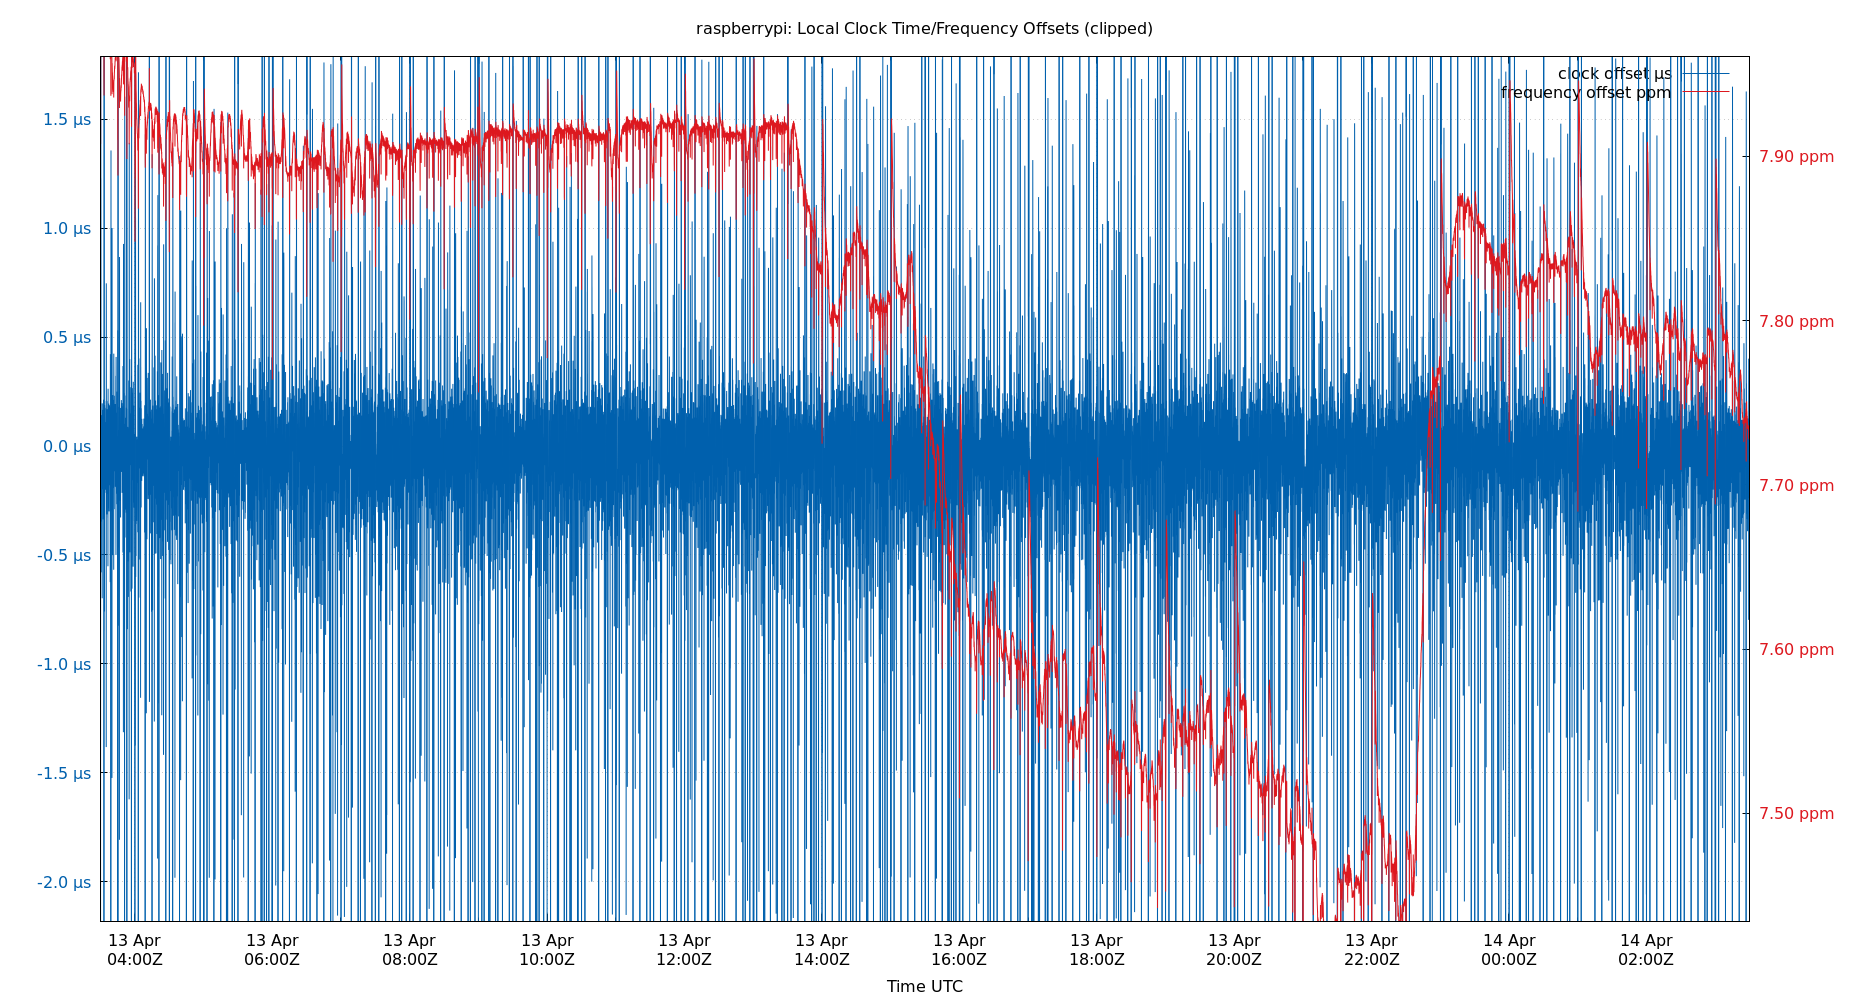 raspberrypi: Local Clock Time/Frequency Offsets (clipped)
clock offset µs
frequency offset ppm
1.5 µs
1.0 µs
0.5 µs
0.0 µs
-0.5 µs
-1.0 µs
-1.5 µs
-2.0 µs
7.90 ppm
7.80 ppm
7.70 ppm
7.60 ppm
7.50 ppm
13 Apr 13 Apr 13 Apr 13 Apr 13 Apr 13 Apr 13 Apr 13 Apr 13 Apr 13 Apr 14 Apr 14 Apr
04:00Z 06:00Z 08:00Z 10:00Z 12:00Z 14:00Z 16:00Z 18:00Z 20:00Z 22:00Z 00:00Z 02:00Z
Time UTC